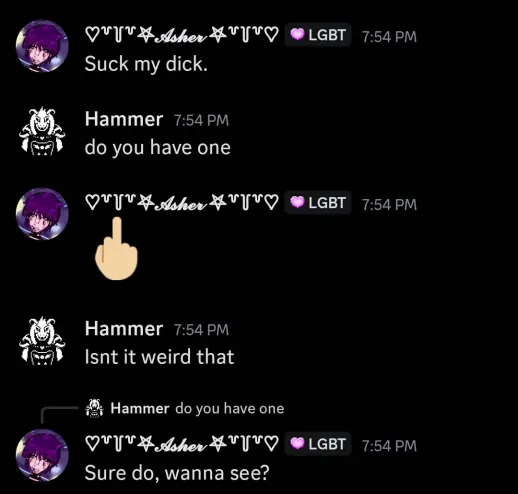 ♡꒷꒦꒷✮𝒜𝓈𝒽𝑒𝓇✮꒷꒦꒷♡ LGBT 7:54 PM
Suck my dick.
Hammer 7:54 PM
do you have one
♡꒷꒦꒷✮𝒜𝓈𝒽𝑒𝓇✮꒷꒦꒷♡ LGBT 7:54 PM
Hammer 7:54 PM
Isnt it weird that
Hammer do you have one
♡꒷꒦꒷✮𝒜𝓈𝒽𝑒𝓇✮꒷꒦꒷♡ LGBT 7:54 PM
Sure do, wanna see?